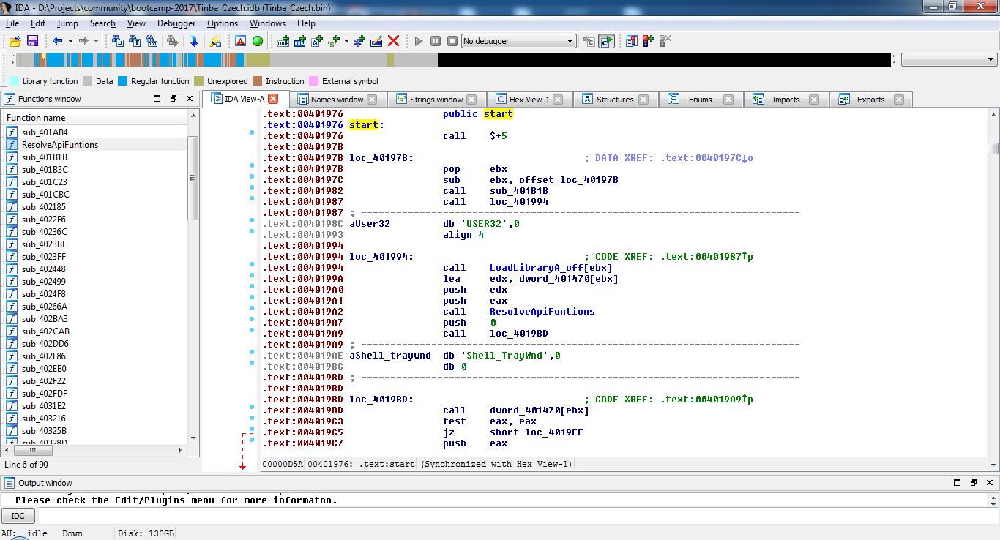 IDA - D:\Projects\community\bootcamp-2017\Tinba_Czech.idb (Tinba_Czech.bin)
File Edit Jump Search View Debugger Options Windows Help
No debugger
Library function Data Regular function Unexplored Instruction External symbol
Functions window
IDA View-A Names window Strings window Hex View-1 Structures Enums Imports Exports
Function name
sub_401AB4
ResolveApiFuntions
sub_401B1B
sub_401B3C
sub_401C23
sub_401CBC
sub_402185
sub_4022E6
sub_40236C
sub_4023BE
sub_4023FF
sub_402448
sub_402499
sub_4024F8
sub_40266A
sub_402BA3
sub_402CAB
sub_402DD6
sub_402E86
sub_402EB0
sub_402F22
sub_402FDF
sub_4031E2
sub_403216
sub_40325B
sub_40328D
Line 6 of 90
.text:00401976 public start
.text:00401976 start:
.text:00401976 call $+5
.text:0040197B
.text:0040197B loc_40197B: ; DATA XREF: .text:0040197C↓o
.text:0040197B pop ebx
.text:0040197C sub ebx, offset loc_40197B
.text:00401982 call sub_401B1B
.text:00401987 call loc_401994
.text:00401987 ; ---------------------------------------------------------------------------
.text:0040198C aUser32 db 'USER32',0
.text:00401993 align 4
.text:00401994
.text:00401994 loc_401994: ; CODE XREF: .text:00401987↑p
.text:00401994 call LoadLibraryA_off[ebx]
.text:0040199A lea edx, dword_401470[ebx]
.text:004019A0 push edx
.text:004019A1 push eax
.text:004019A2 call ResolveApiFuntions
.text:004019A7 push 0
.text:004019A9 call loc_4019BD
.text:004019A9 ; ---------------------------------------------------------------------------
.text:004019AE aShell_traywnd db 'Shell_TrayWnd',0
.text:004019BC db 0
.text:004019BD ; ---------------------------------------------------------------------------
.text:004019BD
.text:004019BD loc_4019BD: ; CODE XREF: .text:004019A9↑p
.text:004019BD call dword_401470[ebx]
.text:004019C3 test eax, eax
.text:004019C5 jz short loc_4019FF
.text:004019C7 push eax
00000D5A 00401976: .text:start (Synchronized with Hex View-1)
Output window
Please check the Edit/Plugins menu for more informaton.
IDC
AU: idle Down Disk: 130GB